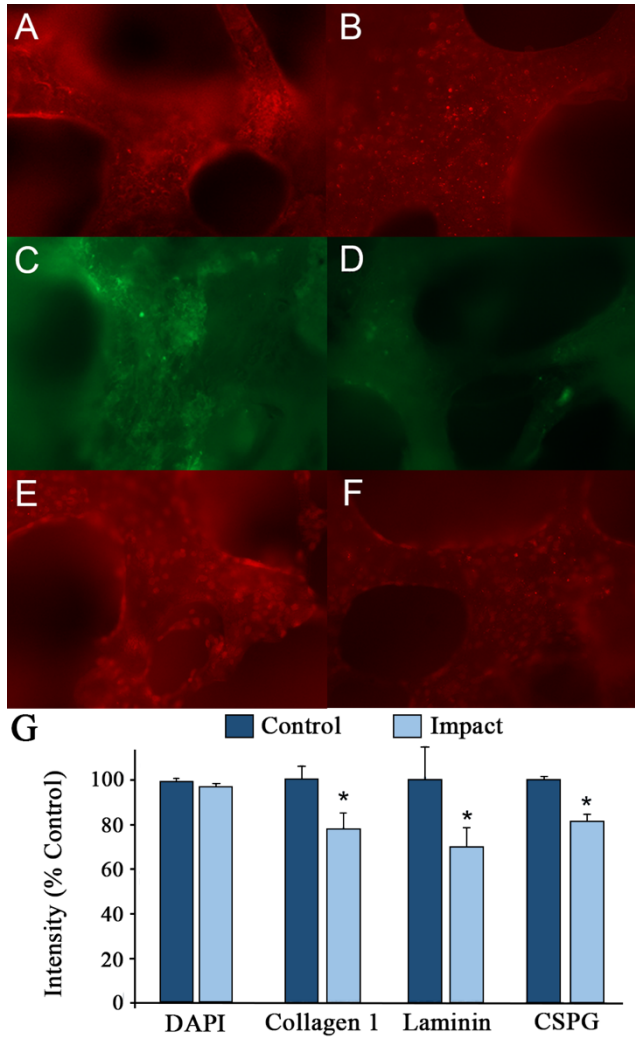 A B
C D
E F
G
Control Impact
Intensity (% Control)
100
80
60
40
20
0
* * *
DAPI Collagen 1 Laminin CSPG